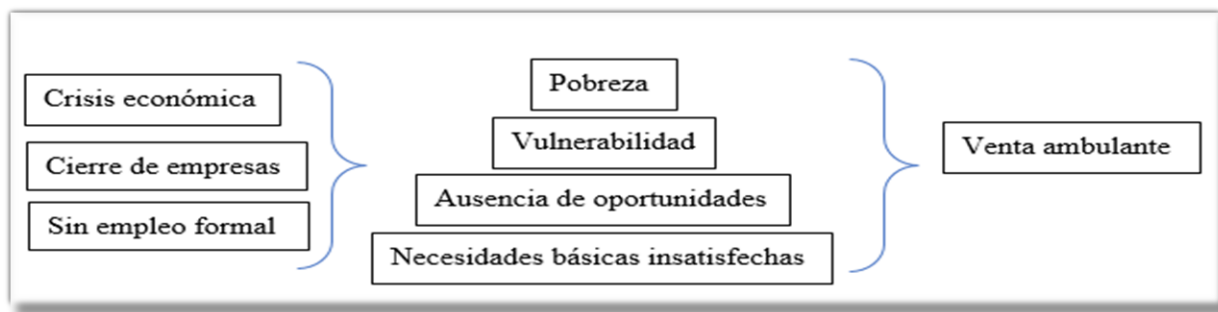 Crisis económica
Cierre de empresas
Sin empleo formal
Pobreza
Vulnerabilidad
Ausencia de oportunidades
Necesidades básicas insatisfechas
Venta ambulante